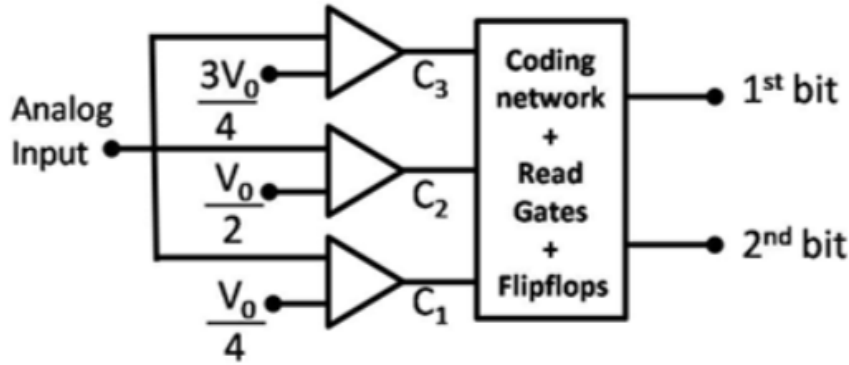 3V₀
4
C₃
Analog
Input
V₀
2
C₂
V₀
4
C₁
Coding
network
+
Read
Gates
+
Flipflops
1st bit
2nd bit